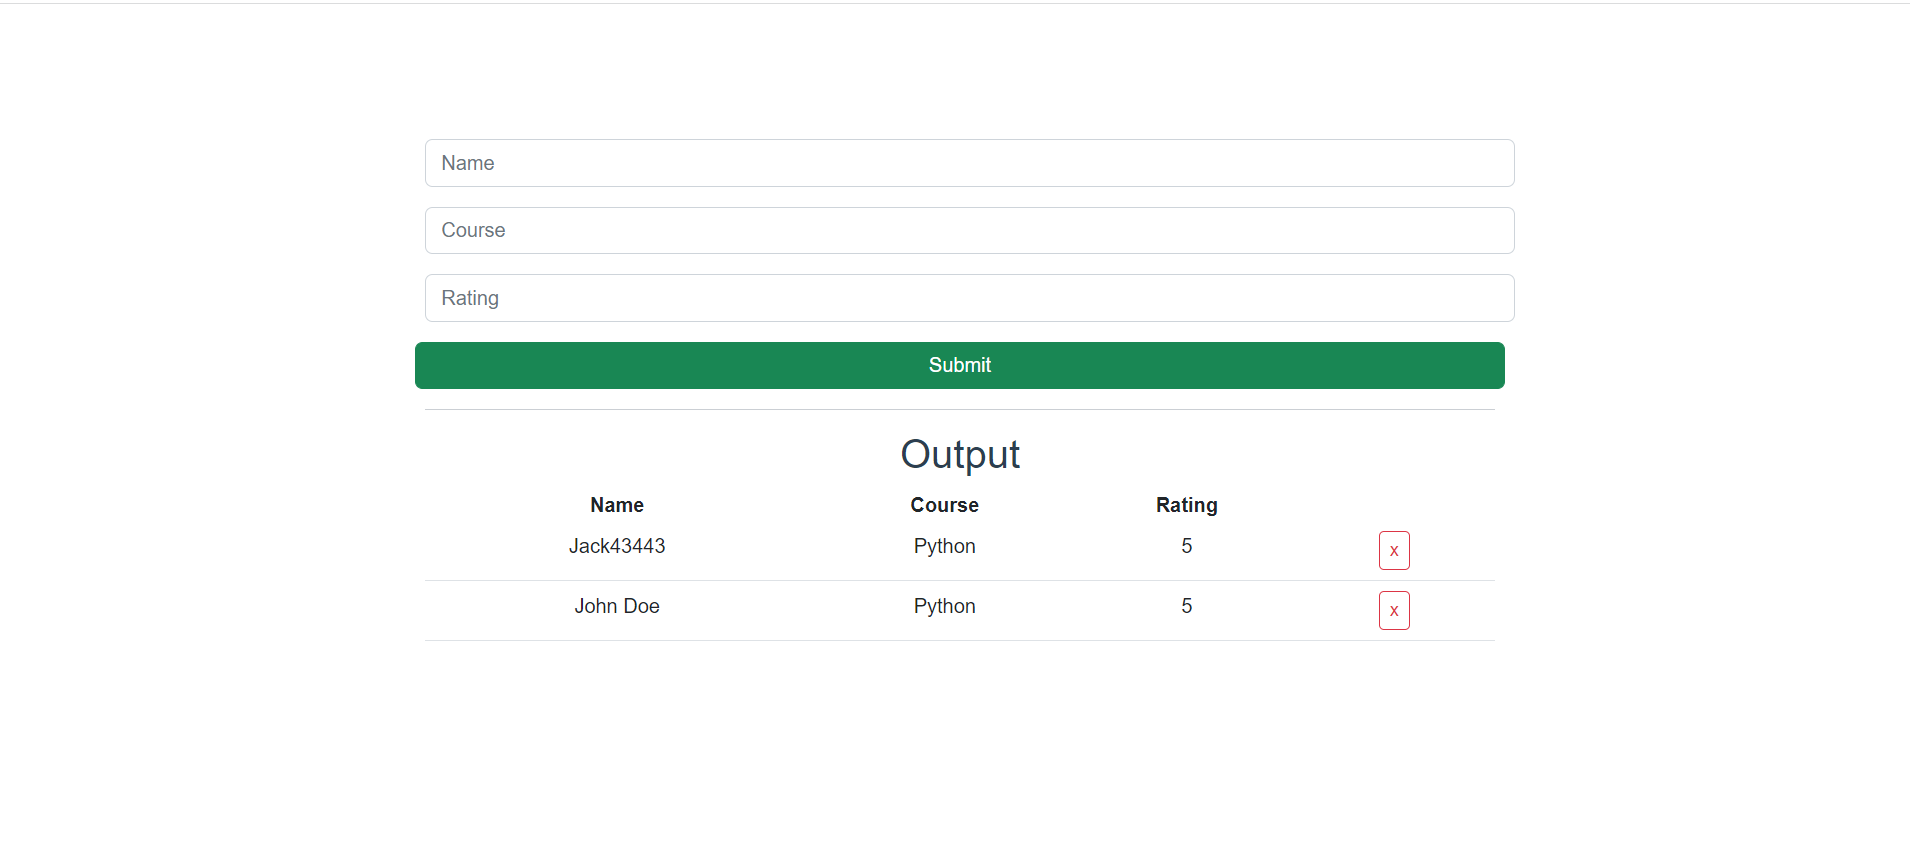 Name
Course
Rating
Submit
Output
Name Course Rating
Jack43443 Python 5 x
John Doe Python 5 x